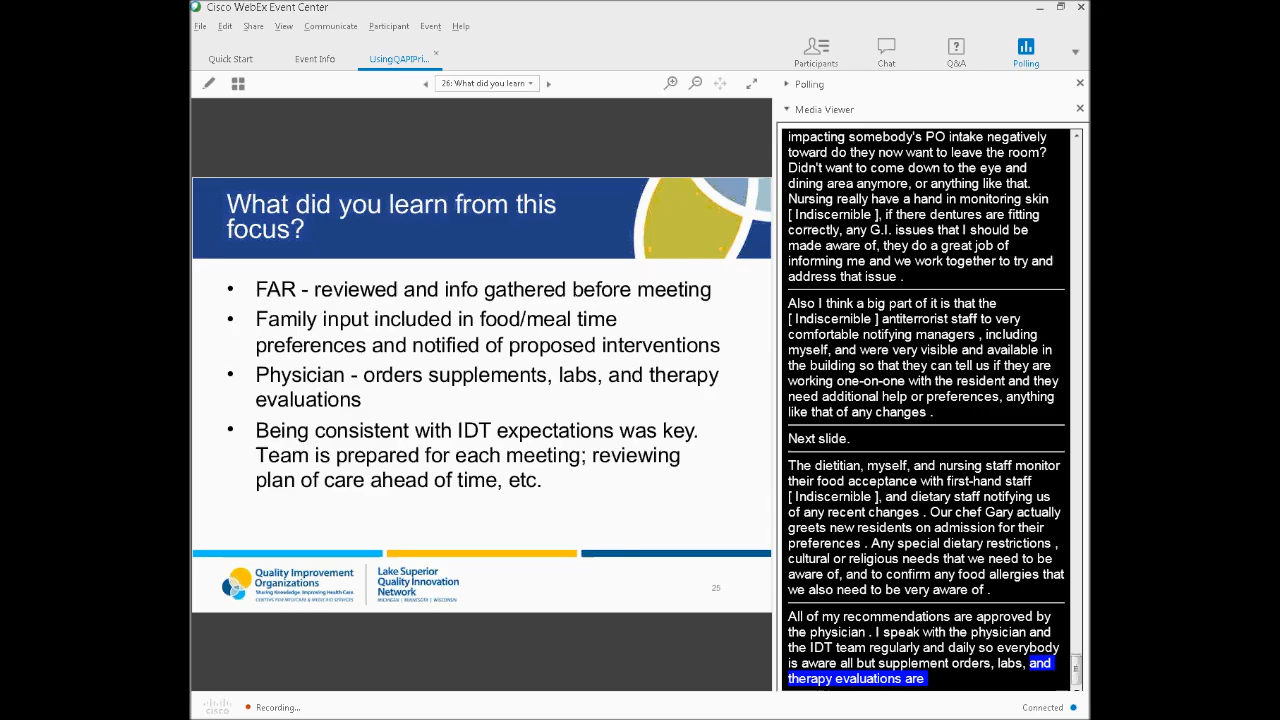 Cisco WebEx Event Center
File Edit Share View Communicate Participant Event Help
Quick Start Event Info UsingQAPIPri...
Participants Chat Q&A Polling
26: What did you learn
Polling
Media Viewer
What did you learn from this
focus?
• FAR - reviewed and info gathered before meeting
• Family input included in food/meal time
preferences and notified of proposed interventions
• Physician - orders supplements, labs, and therapy
evaluations
• Being consistent with IDT expectations was key.
Team is prepared for each meeting; reviewing
plan of care ahead of time, etc.
Quality Improvement
Organizations
Sharing Knowledge. Improving Health Care.
CENTERS FOR MEDICARE & MEDICAID SERVICES
Lake Superior
Quality Innovation
Network
MICHIGAN | MINNESOTA | WISCONSIN
25
impacting somebody's PO intake negatively
toward do they now want to leave the room?
Didn't want to come down to the eye and
dining area anymore, or anything like that.
Nursing really have a hand in monitoring skin
[ Indiscernible ], if there dentures are fitting
correctly, any G.I. issues that I should be
made aware of, they do a great job of
informing me and we work together to try and
address that issue .
Also I think a big part of it is that the
[ Indiscernible ] antiterrorist staff to very
comfortable notifying managers , including
myself, and were very visible and available in
the building so that they can tell us if they are
working one-on-one with the resident and they
need additional help or preferences, anything
like that of any changes .
Next slide.
The dietitian, myself, and nursing staff monitor
their food acceptance with first-hand staff
[ Indiscernible ], and dietary staff notifying us
of any recent changes . Our chef Gary actually
greets new residents on admission for their
preferences . Any special dietary restrictions ,
cultural or religious needs that we need to be
aware of, and to confirm any food allergies that
we also need to be very aware of .
All of my recommendations are approved by
the physician . I speak with the physician and
the IDT team regularly and daily so everybody
is aware all but supplement orders, labs, and
therapy evaluations are
CISCO
Recording...
Connected